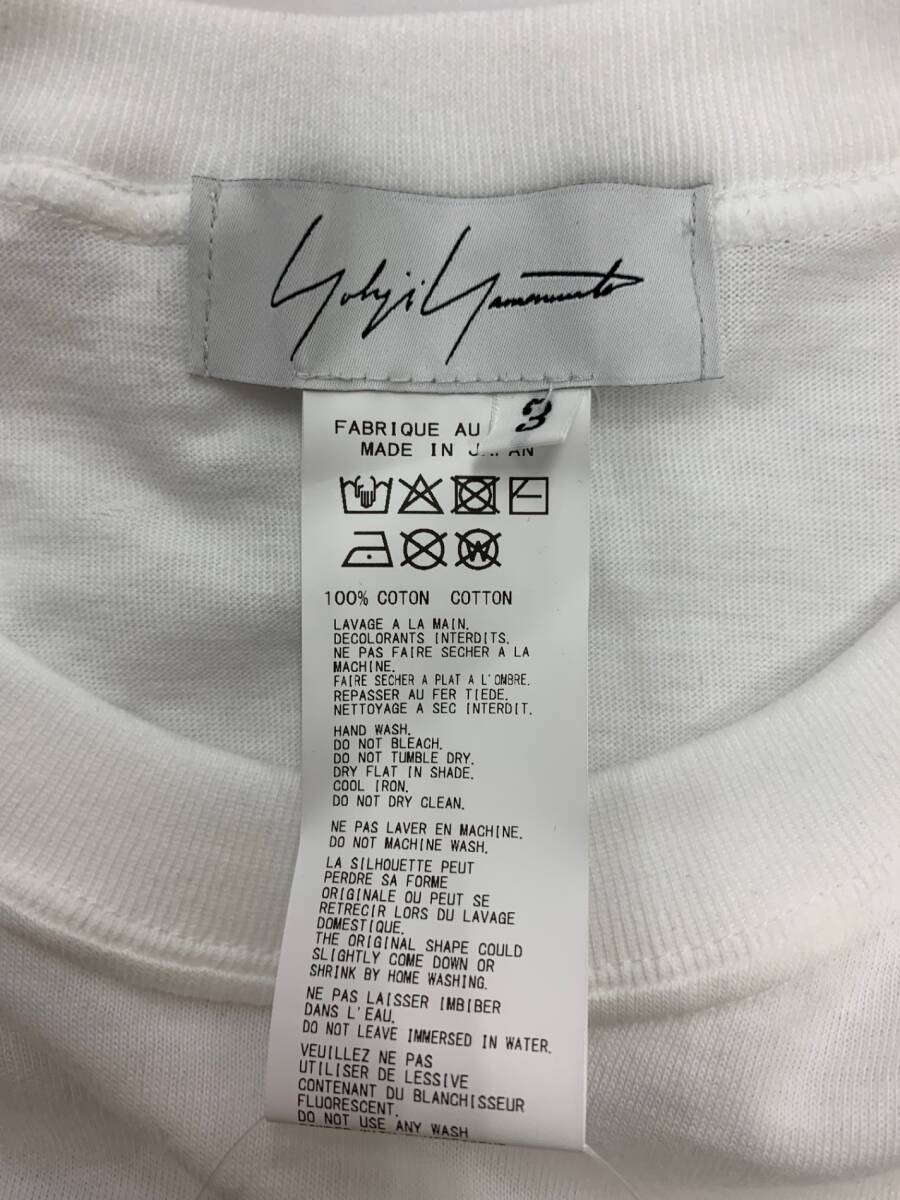 Yohji Yamamoto
3
FABRIQUE AU
MADE IN JAPAN
W
100% COTON COTTON
LAVAGE A LA MAIN.
DECOLORANTS INTERDITS.
NE PAS FAIRE SECHER A LA
MACHINE.
FAIRE SECHER A PLAT A L'OMBRE.
REPASSER AU FER TIEDE.
NETTOYAGE A SEC INTERDIT.
HAND WASH.
DO NOT BLEACH.
DO NOT TUMBLE DRY.
DRY FLAT IN SHADE.
COOL IRON.
DO NOT DRY CLEAN.
NE PAS LAVER EN MACHINE.
DO NOT MACHINE WASH.
LA SILHOUETTE PEUT
PERDRE SA FORME
ORIGINALE OU PEUT SE
RETRECIR LORS DU LAVAGE
DOMESTIQUE.
THE ORIGINAL SHAPE COULD
SLIGHTLY COME DOWN OR
SHRINK BY HOME WASHING.
NE PAS LAISSER IMBIBER
DANS L'EAU.
DO NOT LEAVE IMMERSED IN WATER.
VEUILLEZ NE PAS
UTILISER DE LESSIVE
CONTENANT DU BLANCHISSEUR
FLUORESCENT.
DO NOT USE ANY WASH